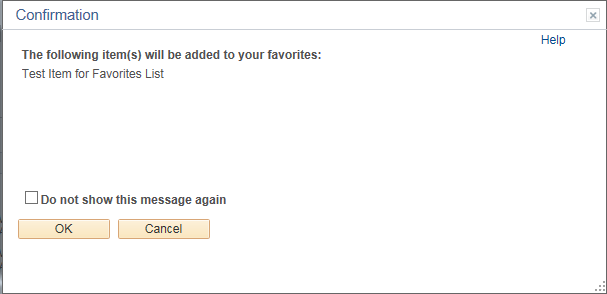 Confirmation
Help
The following item(s) will be added to your favorites:
Test Item for Favorites List
Do not show this message again
OK
Cancel